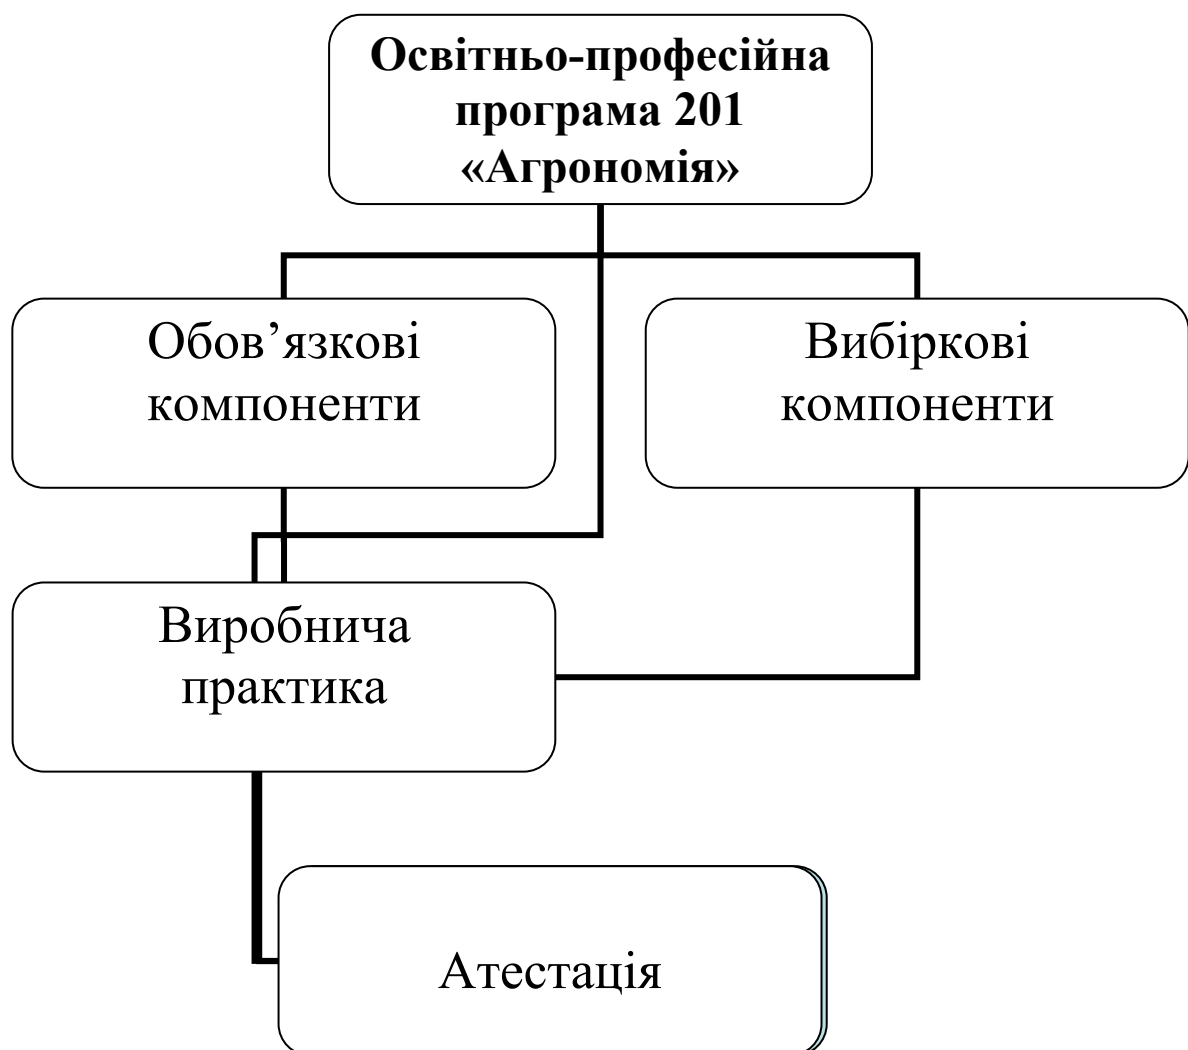 Освітньо-професійна
програма 201
«Агрономія»
Обов’язкові
компоненти
Вибіркові
компоненти
Виробнича
практика
Атестація